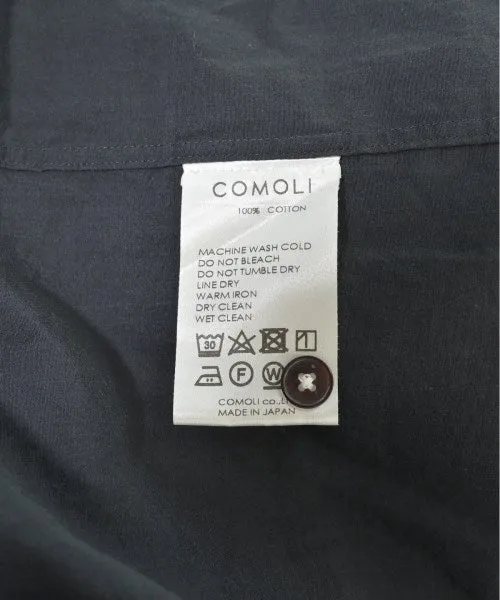 COMOLI
100% COTTON
MACHINE WASH COLD
DO NOT BLEACH
DO NOT TUMBLE DRY
LINE DRY
WARM IRON
DRY CLEAN
WET CLEAN
30
F W
COMOLI co.,L
MADE IN JAPAN